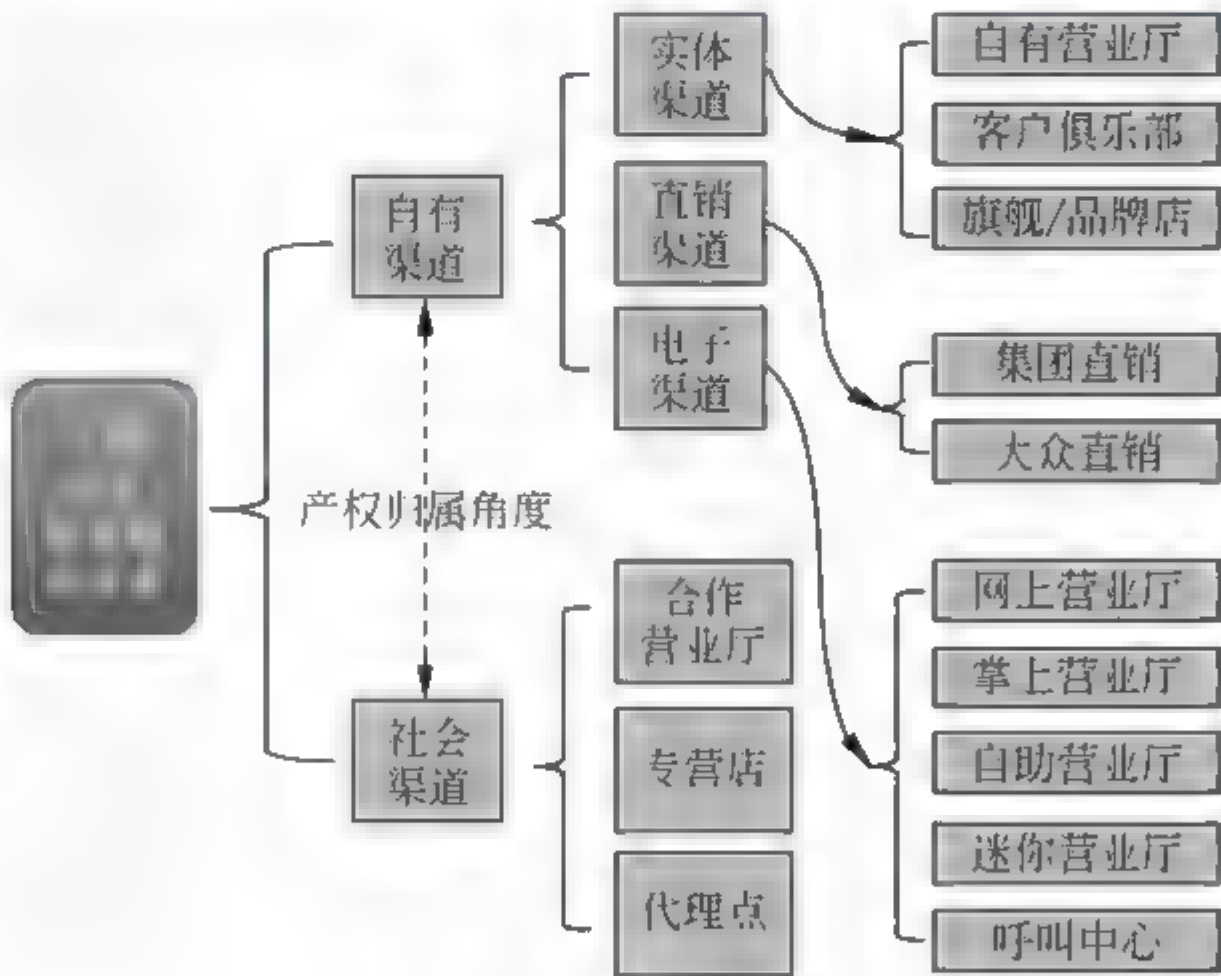 实体
渠道
自有营业厅
客户俱乐部
旗舰/品牌店
自有
渠道
直销
渠道
电子
渠道
集团直销
大众直销
产权归属角度
合作
营业厅
网上营业厅
掌上营业厅
社会
渠道
专营店
自助营业厅
迷你营业厅
代理点
呼叫中心